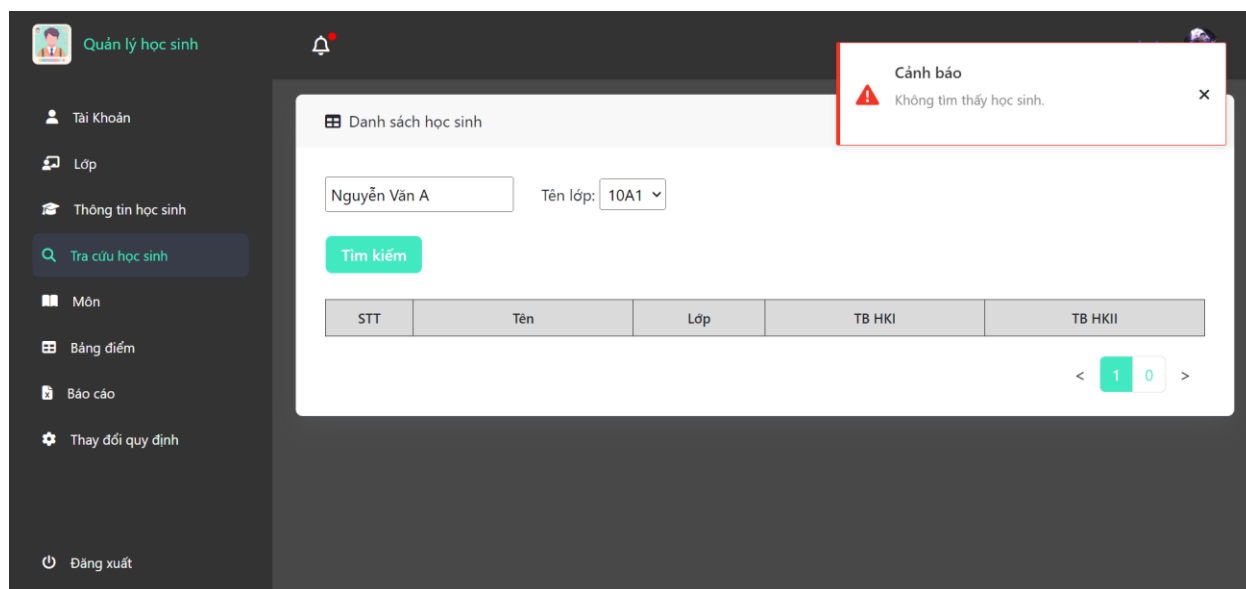 Quản lý học sinh
Cảnh báo
Không tìm thấy học sinh.
Tài Khoản
Lớp
Thông tin học sinh
Tra cứu học sinh
Môn
Bảng điểm
Báo cáo
Thay đổi quy định
Đăng xuất
Danh sách học sinh
Nguyễn Văn A Tên lớp: 10A1
Tìm kiếm
STT Tên Lớp TB HKI TB HKII
< 1 0 >